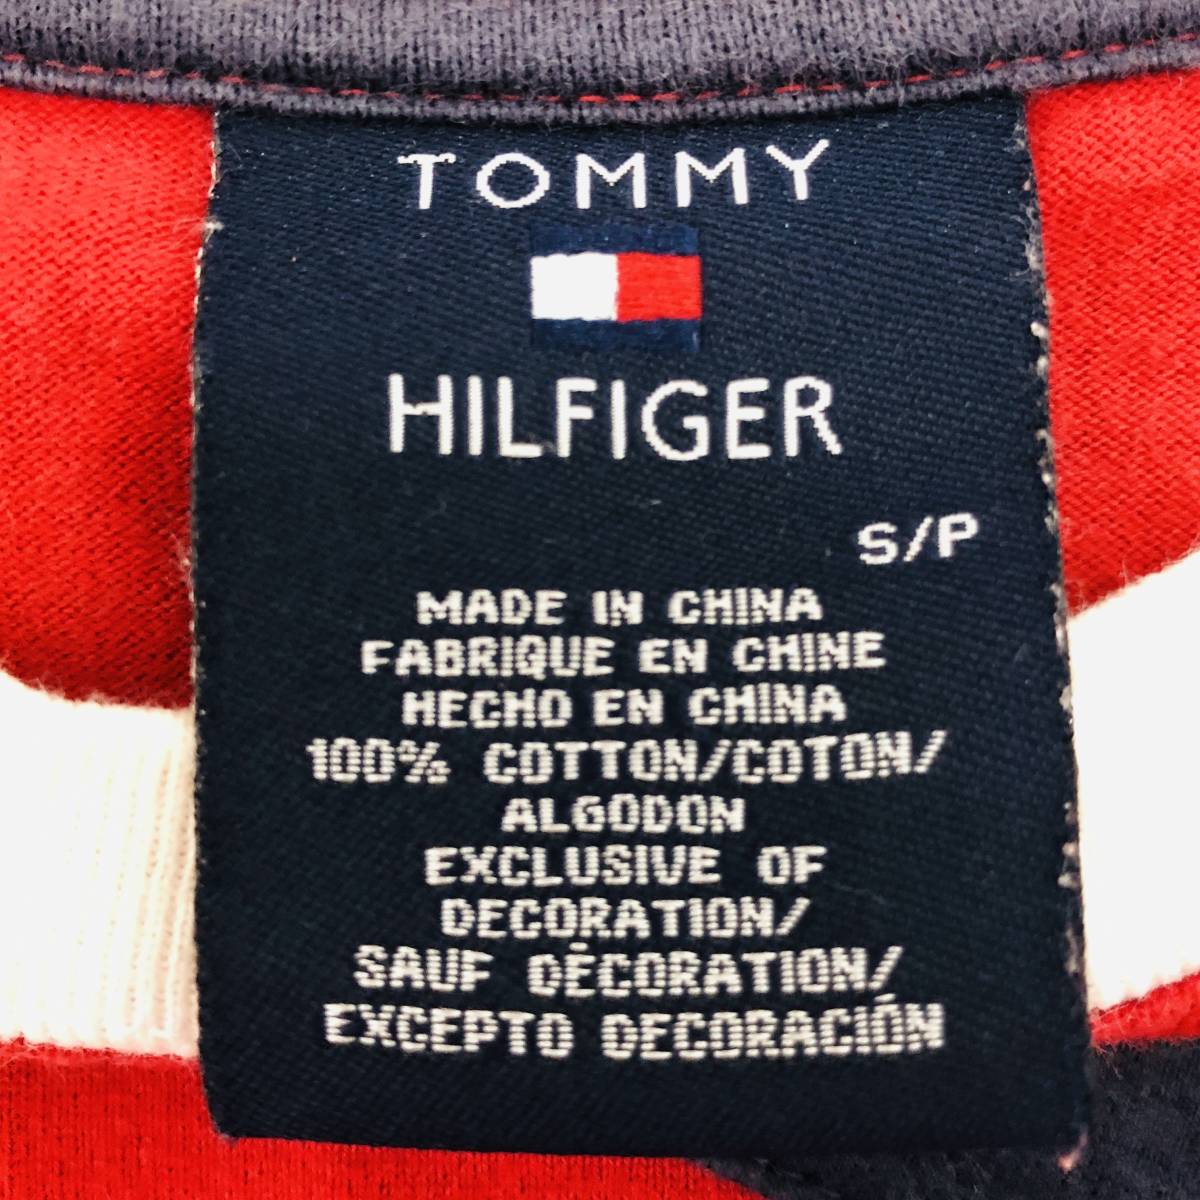 TOMMY
HILFIGER
S/P
MADE IN CHINA
FABRIQUE EN CHINE
HECHO EN CHINA
100% COTTON/COTON/
ALGODON
EXCLUSIVE OF
DECORATION/
SAUF DÉCORATION/
EXCEPTO DECORACIÓN